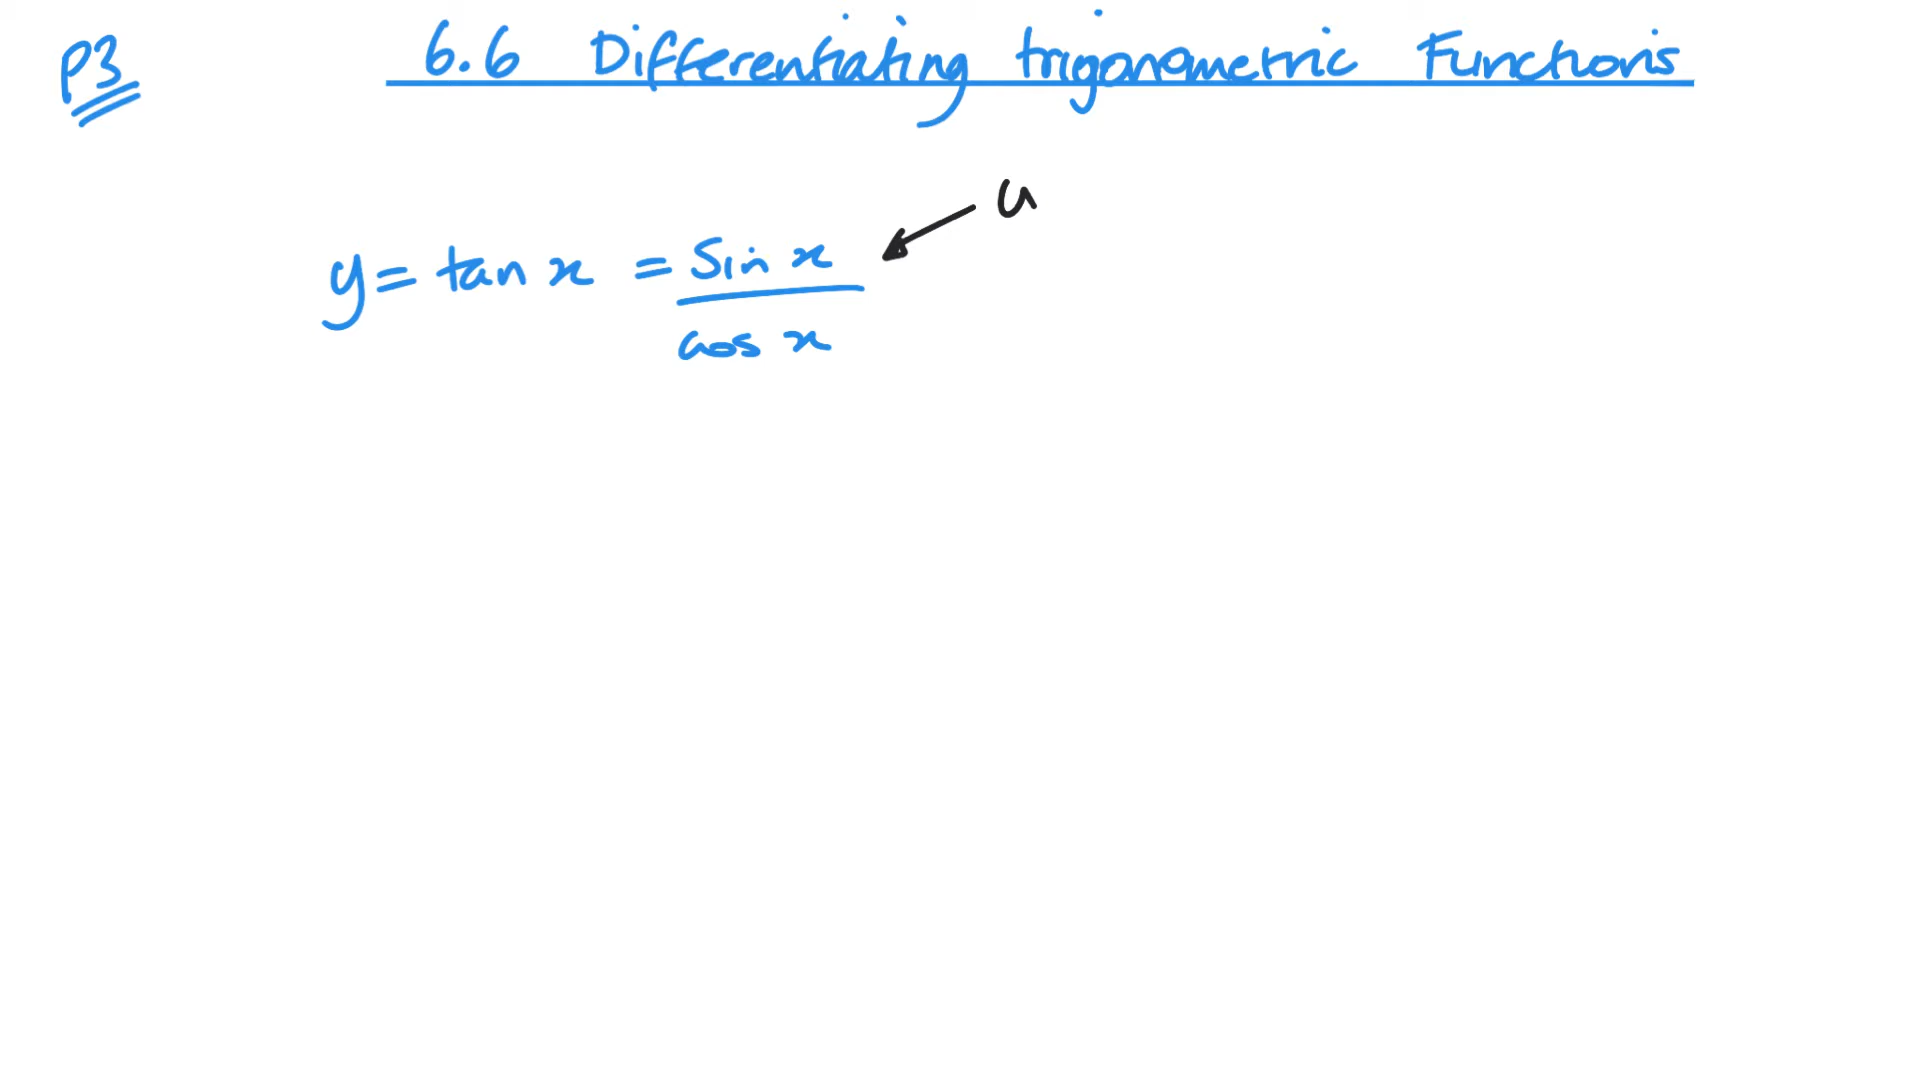 P3
6.6 Differentiating trigonometric Functions
u
y = tan x = sin x / cos x